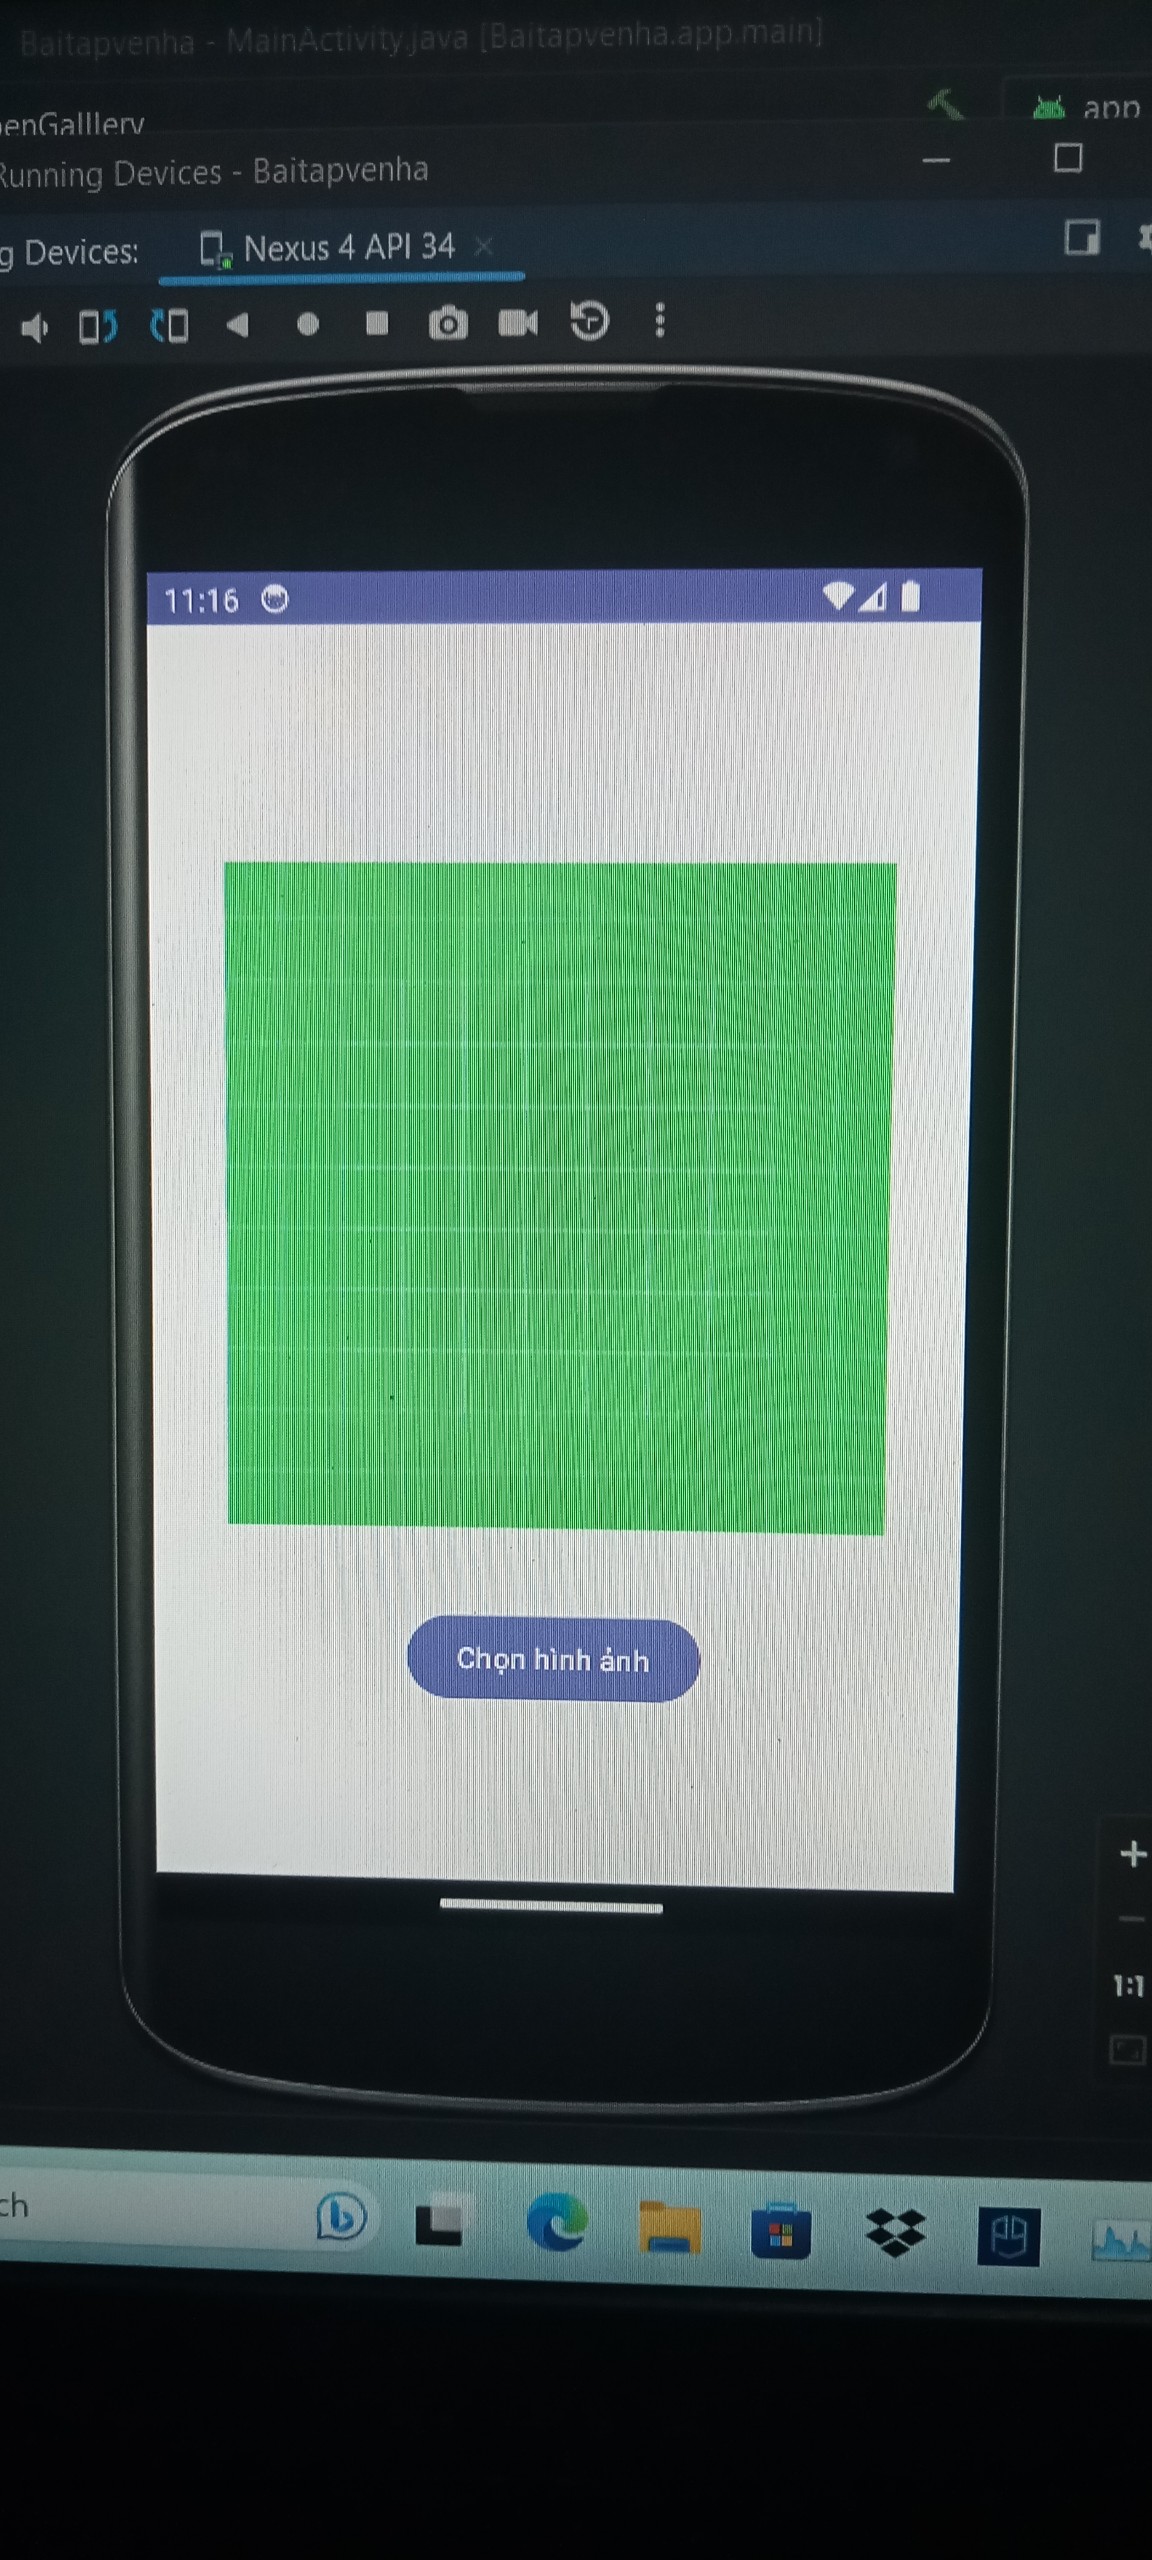 Baitapvenha - MainActivity.java [Baitapvenha.app.main]
enGalllery
app
Running Devices - Baitapvenha
g Devices:
Nexus 4 API 34
11:16
Chọn hình ảnh
1:1
ch